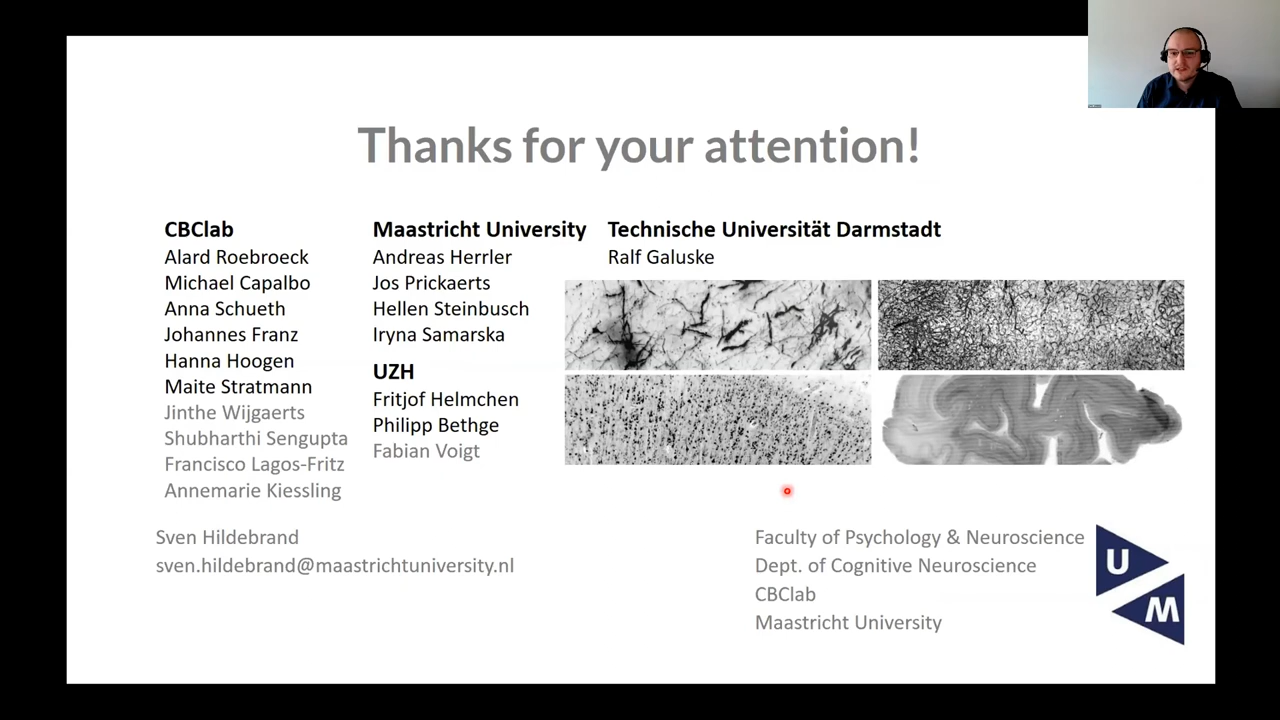 Thanks for your attention!
CBClab
Alard Roebroeck
Michael Capalbo
Anna Schueth
Johannes Franz
Hanna Hoogen
Maite Stratmann
Jinthe Wijgaerts
Shubharthi Sengupta
Francisco Lagos-Fritz
Annemarie Kiessling
Maastricht University
Andreas Herrler
Jos Prickaerts
Hellen Steinbusch
Iryna Samarska
UZH
Fritjof Helmchen
Philipp Bethge
Fabian Voigt
Technische Universität Darmstadt
Ralf Galuske
Sven Hildebrand
sven.hildebrand@maastrichtuniversity.nl
Faculty of Psychology & Neuroscience
Dept. of Cognitive Neuroscience
CBClab
Maastricht University
U
M